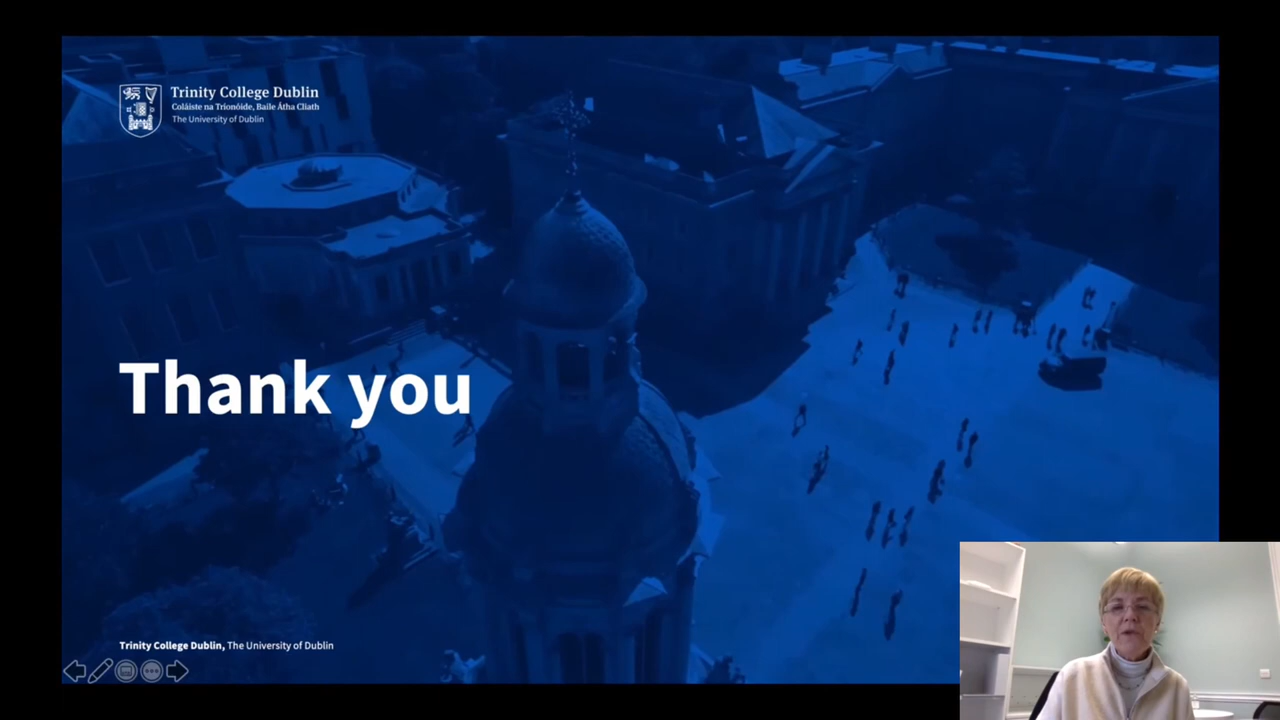 Trinity College Dublin
Coláiste na Tríonóide, Baile Átha Cliath
The University of Dublin
Thank you
Trinity College Dublin, The University of Dublin